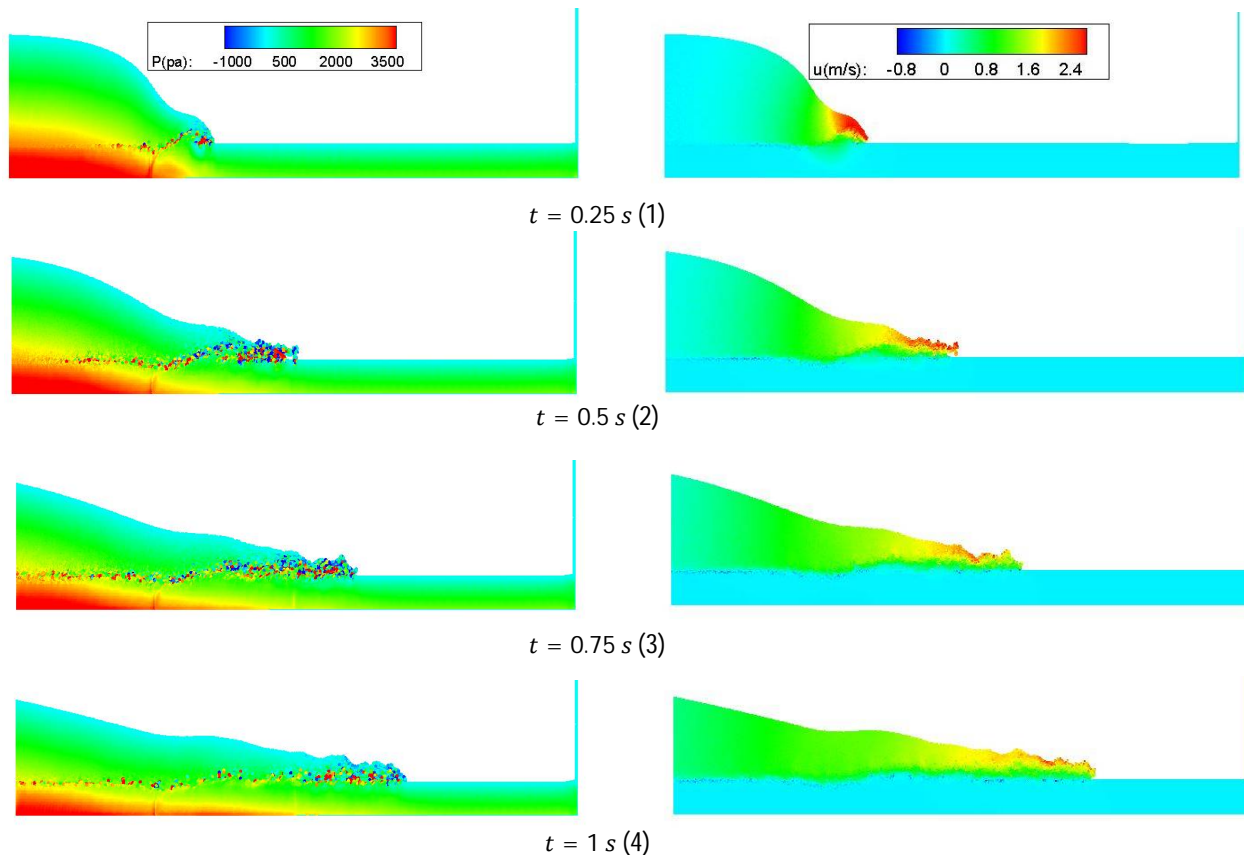 P(pa): -1000 500 2000 3500
u(m/s): -0.8 0 0.8 1.6 2.4
t = 0.25 s (1)
t = 0.5 s (2)
t = 0.75 s (3)
t = 1 s (4)